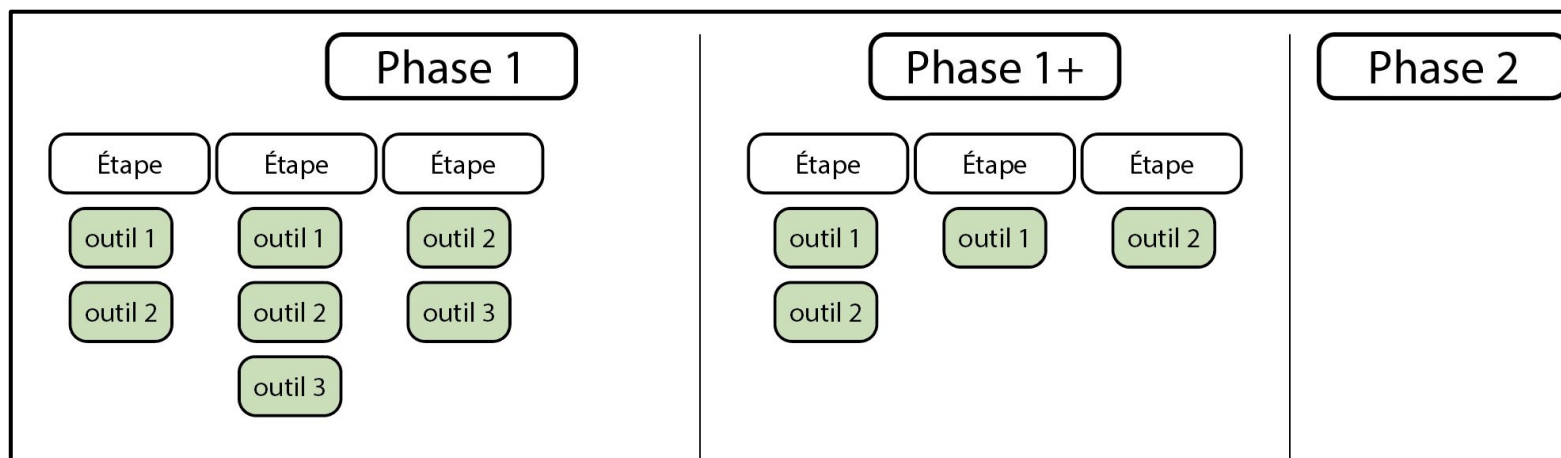 Phase 1
Phase 1+
Phase 2
Étape
Étape
Étape
Étape
Étape
Étape
outil 1
outil 1
outil 2
outil 1
outil 1
outil 2
outil 2
outil 2
outil 3
outil 2
outil 3